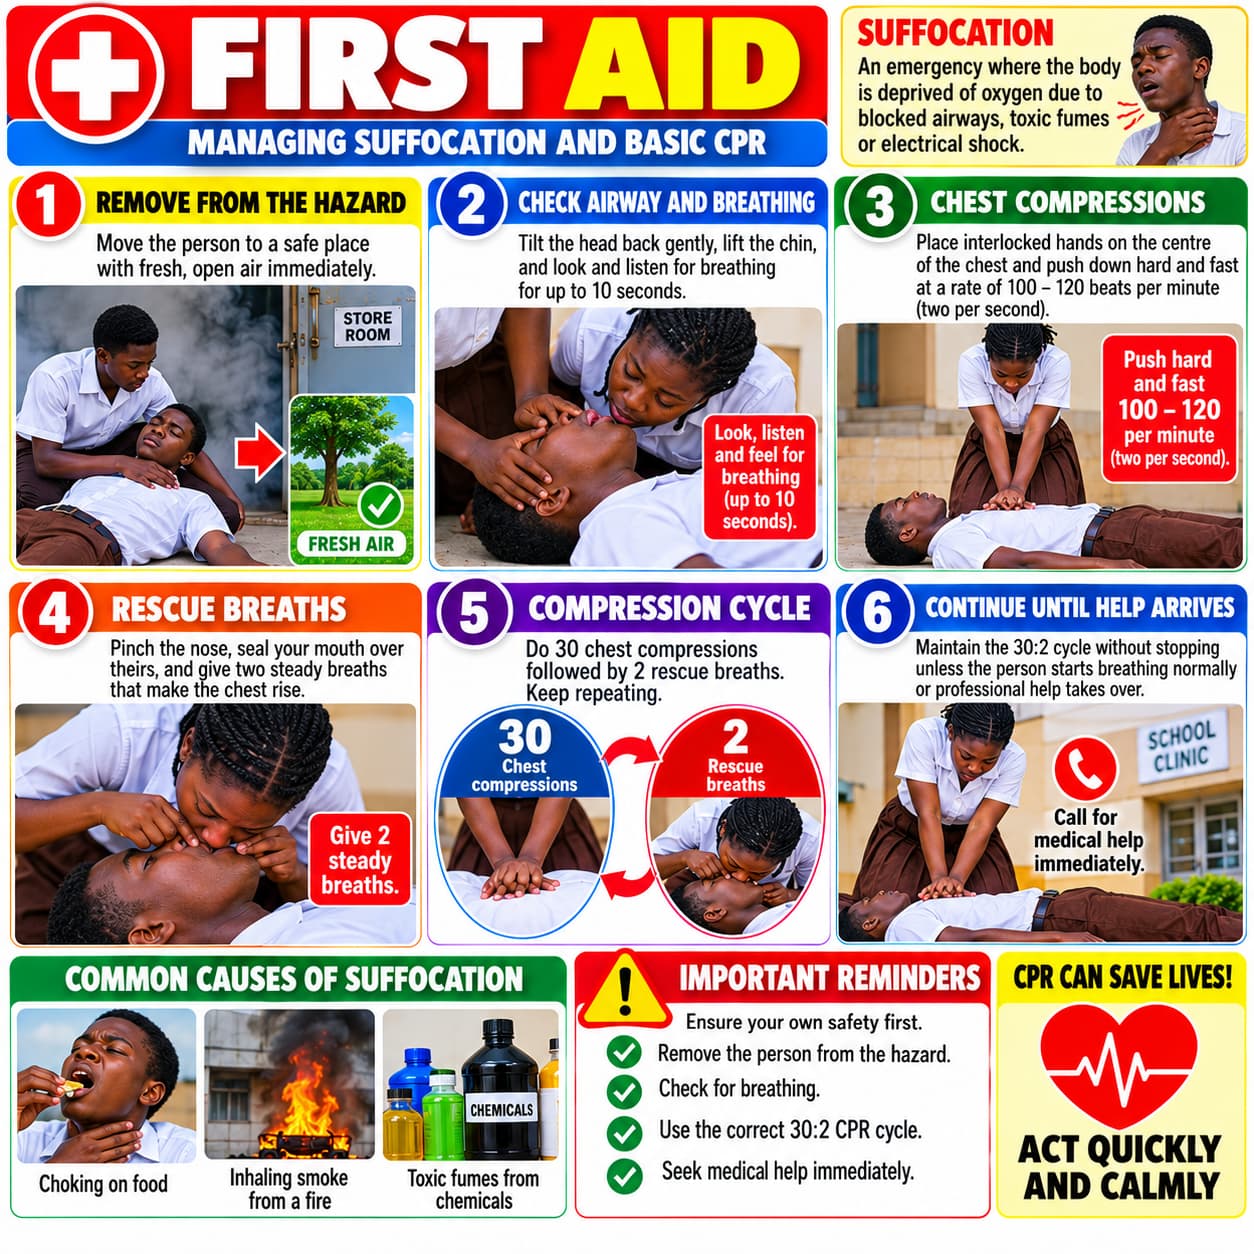 FIRST AID
MANAGING SUFFOCATION AND BASIC CPR
SUFFOCATION
An emergency where the body
is deprived of oxygen due to
blocked airways, toxic fumes
or electrical shock.
1 REMOVE FROM THE HAZARD
Move the person to a safe place
with fresh, open air immediately.
STORE
ROOM
FRESH AIR
2 CHECK AIRWAY AND BREATHING
Tilt the head back gently, lift the chin,
and look and listen for breathing
for up to 10 seconds.
Look, listen
and feel for
breathing
(up to 10
seconds).
3 CHEST COMPRESSIONS
Place interlocked hands on the centre
of the chest and push down hard and fast
at a rate of 100 – 120 beats per minute
(two per second).
Push hard
and fast
100 – 120
per minute
(two per second).
4 RESCUE BREATHS
Pinch the nose, seal your mouth over
theirs, and give two steady breaths
that make the chest rise.
Give 2
steady
breaths.
5 COMPRESSION CYCLE
Do 30 chest compressions
followed by 2 rescue breaths.
Keep repeating.
30
Chest
compressions
2
Rescue
breaths
6 CONTINUE UNTIL HELP ARRIVES
Maintain the 30:2 cycle without stopping
unless the person starts breathing normally
or professional help takes over.
SCHOOL
CLINIC
Call for
medical help
immediately.
COMMON CAUSES OF SUFFOCATION
Choking on food
Inhaling smoke
from a fire
CHEMICALS
Toxic fumes from
chemicals
! IMPORTANT REMINDERS
Ensure your own safety first.
Remove the person from the hazard.
Check for breathing.
Use the correct 30:2 CPR cycle.
Seek medical help immediately.
CPR CAN SAVE LIVES!
ACT QUICKLY
AND CALMLY